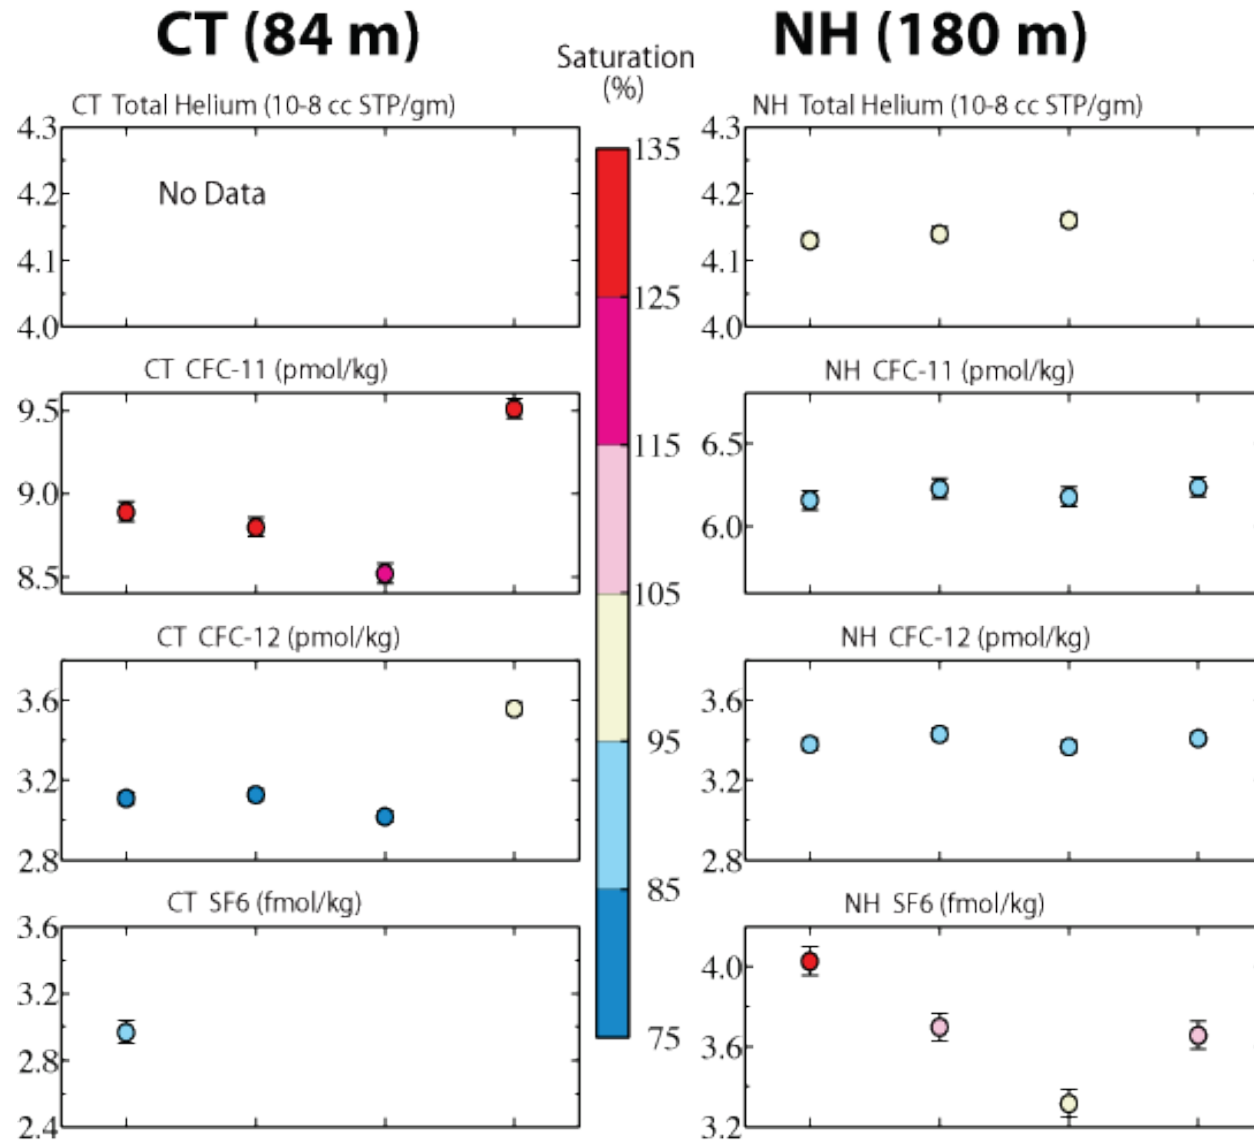 CT (84 m)
Saturation
(%)
NH (180 m)
CT Total Helium (10-8 cc STP/gm)
4.3
4.2
4.1
4.0
No Data
CT CFC-11 (pmol/kg)
9.5
9.0
8.5
CT CFC-12 (pmol/kg)
3.6
3.2
2.8
CT SF6 (fmol/kg)
3.6
3.2
2.8
2.4
135
125
115
105
95
85
75
NH Total Helium (10-8 cc STP/gm)
4.3
4.2
4.1
4.0
NH CFC-11 (pmol/kg)
6.5
6.0
NH CFC-12 (pmol/kg)
3.6
3.2
2.8
NH SF6 (fmol/kg)
4.0
3.6
3.2